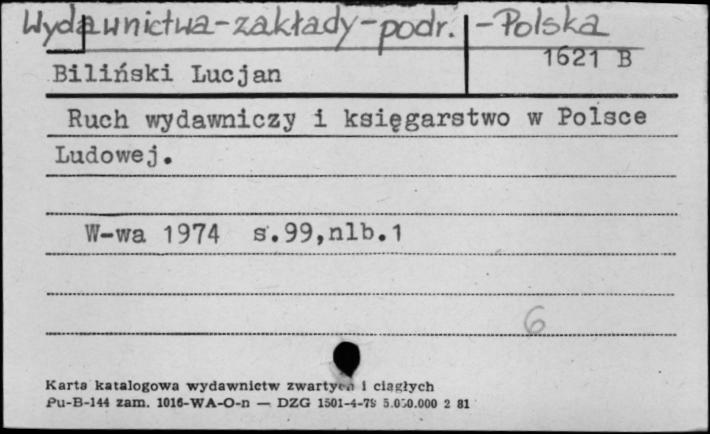 Wydawnictwa-zakłady-podr. -Polska
1621 B
Biliński Lucjan
Ruch wydawniczy i księgarstwo w Polsce
Ludowej.
W-wa 1974 s.99,nlb.1
6
Karta katalogowa wydawnictw zwartych i ciągłych
Pu-B-144 zam. 1016-WA-O-n — DZG 1501-4-79 5.050.000 2 81